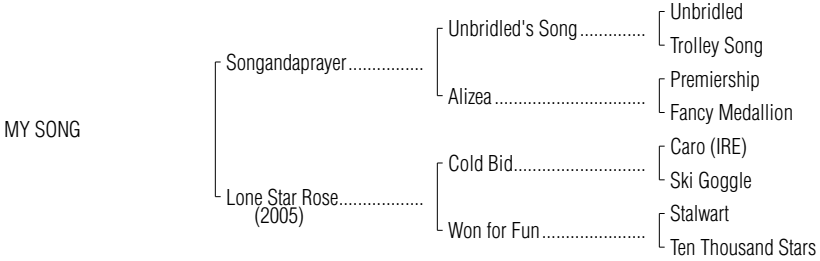 Unbridled
Unbridled's Song..............
Trolley Song
Songandaprayer................
Premiership
Alizea................................
Fancy Medallion
MY SONG
Caro (IRE)
Cold Bid............................
Ski Goggle
Lone Star Rose..................
(2005)
Stalwart
Won for Fun......................
Ten Thousand Stars